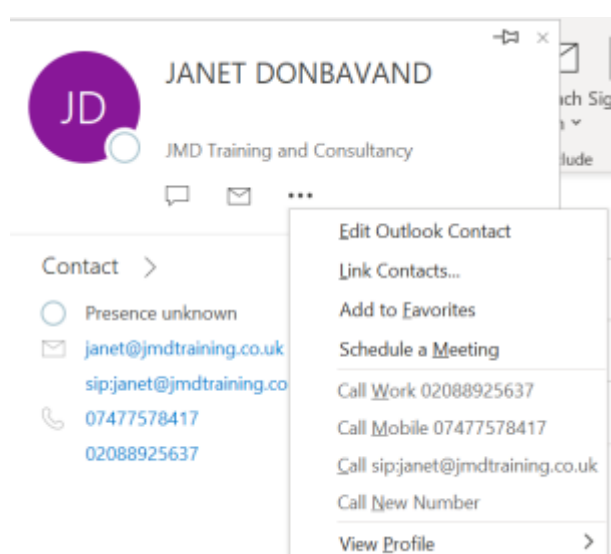 JANET DONBAVAND
JD
JMD Training and Consultancy
Contact
Presence unknown
janet@jmdtraining.co.uk
sip:janet@jmdtraining.co
07477578417
02088925637
Edit Outlook Contact
Link Contacts...
Add to Favorites
Schedule a Meeting
Call Work 02088925637
Call Mobile 07477578417
Call sip:janet@jmdtraining.co.uk
Call New Number
View Profile